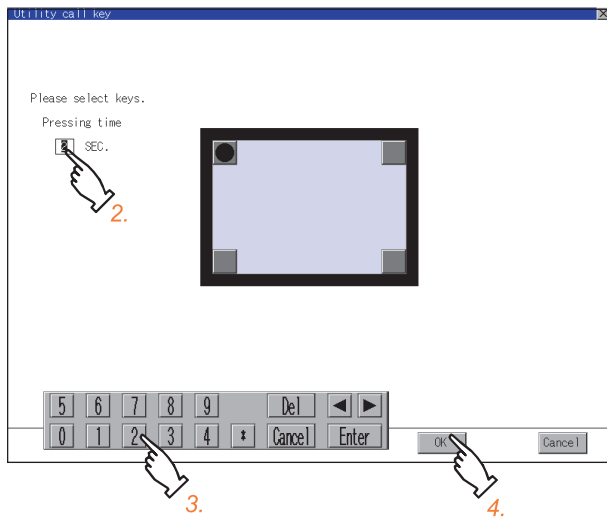 Utility call key
Please select keys.
Pressing time
SEC.
2.
5 6 7 8 9 Del ◀ ▶
0 1 2 3 4 * Cancel Enter
OK Cancel
3.
4.